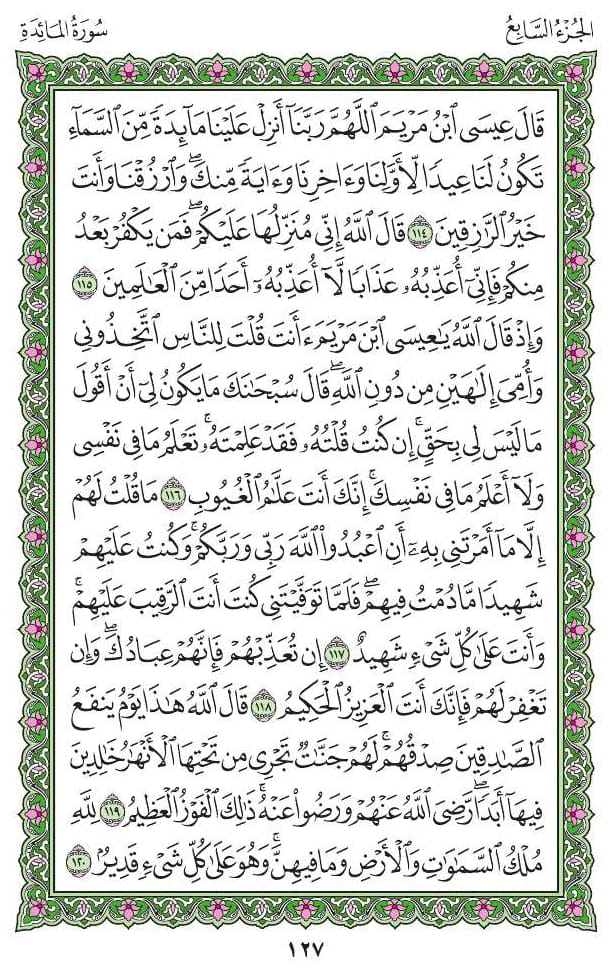 الجُزْءُ السَّابِعُ
سُورَةُ المَائِدَةِ
قَالَ عِيسَى ٱبْنُ مَرْيَمَ ٱللَّهُمَّ رَبَّنَآ أَنزِلْ عَلَيْنَا مَآئِدَةً مِّنَ ٱلسَّمَآءِ
تَكُونُ لَنَا عِيدًا لِّأَوَّلِنَا وَءَاخِرِنَا وَءَايَةً مِّنكَۖ وَٱرْزُقْنَا وَأَنتَ
خَيْرُ ٱلرَّٰزِقِينَ ١١٤ قَالَ ٱللَّهُ إِنِّي مُنَزِّلُهَا عَلَيْكُمْۖ فَمَن يَكْفُرْ بَعْدُ
مِنكُمْ فَإِنِّيٓ أُعَذِّبُهُۥ عَذَابًا لَّآ أُعَذِّبُهُۥٓ أَحَدًا مِّنَ ٱلْعَٰلَمِينَ ١١٥
وَإِذْ قَالَ ٱللَّهُ يَٰعِيسَى ٱبْنَ مَرْيَمَ ءَأَنتَ قُلْتَ لِلنَّاسِ ٱتَّخِذُونِي
وَأُمِّيَ إِلَٰهَيْنِ مِن دُونِ ٱللَّهِۖ قَالَ سُبْحَٰنَكَ مَا يَكُونُ لِيٓ أَنْ أَقُولَ
مَا لَيْسَ لِي بِحَقٍّۚ إِن كُنتُ قُلْتُهُۥ فَقَدْ عَلِمْتَهُۥۚ تَعْلَمُ مَا فِي نَفْسِي
وَلَآ أَعْلَمُ مَا فِي نَفْسِكَۚ إِنَّكَ أَنتَ عَلَّٰمُ ٱلْغُيُوبِ ١١٦ مَا قُلْتُ لَهُمْ
إِلَّا مَآ أَمَرْتَنِي بِهِۦٓ أَنِ ٱعْبُدُوا۟ ٱللَّهَ رَبِّي وَرَبَّكُمْۚ وَكُنتُ عَلَيْهِمْ
شَهِيدًا مَّا دُمْتُ فِيهِمْۖ فَلَمَّا تَوَفَّيْتَنِي كُنتَ أَنتَ ٱلرَّقِيبَ عَلَيْهِمْۚ
وَأَنتَ عَلَىٰ كُلِّ شَيْءٍ شَهِيدٌ ١١٧ إِن تُعَذِّبْهُمْ فَإِنَّهُمْ عِبَادُكَۖ وَإِن
تَغْفِرْ لَهُمْ فَإِنَّكَ أَنتَ ٱلْعَزِيزُ ٱلْحَكِيمُ ١١٨ قَالَ ٱللَّهُ هَٰذَا يَوْمُ يَنفَعُ
ٱلصَّٰدِقِينَ صِدْقُهُمْۚ لَهُمْ جَنَّٰتٌ تَجْرِي مِن تَحْتِهَا ٱلْأَنْهَٰرُ خَٰلِدِينَ
فِيهَآ أَبَدًاۖ رَّضِيَ ٱللَّهُ عَنْهُمْ وَرَضُوا۟ عَنْهُۚ ذَٰلِكَ ٱلْفَوْزُ ٱلْعَظِيمُ ١١٩ لِلَّهِ
مُلْكُ ٱلسَّمَٰوَٰتِ وَٱلْأَرْضِ وَمَا فِيهِنَّۚ وَهُوَ عَلَىٰ كُلِّ شَيْءٍ قَدِيرٌۢ ١٢٠
١٢٧